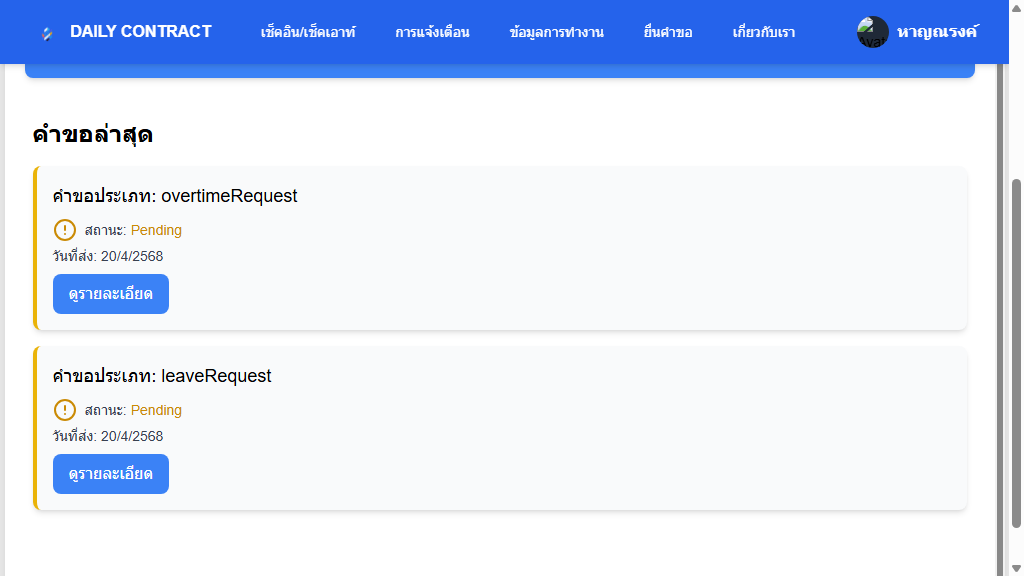 DAILY CONTRACT
เช็คอิน/เช็คเอาท์
การแจ้งเตือน
ข้อมูลการทำงาน
ยื่นคำขอ
เกี่ยวกับเรา
หาญณรงค์
คำขอล่าสุด
คำขอประเภท: overtimeRequest
สถานะ: Pending
วันที่ส่ง: 20/4/2568
ดูรายละเอียด
คำขอประเภท: leaveRequest
สถานะ: Pending
วันที่ส่ง: 20/4/2568
ดูรายละเอียด